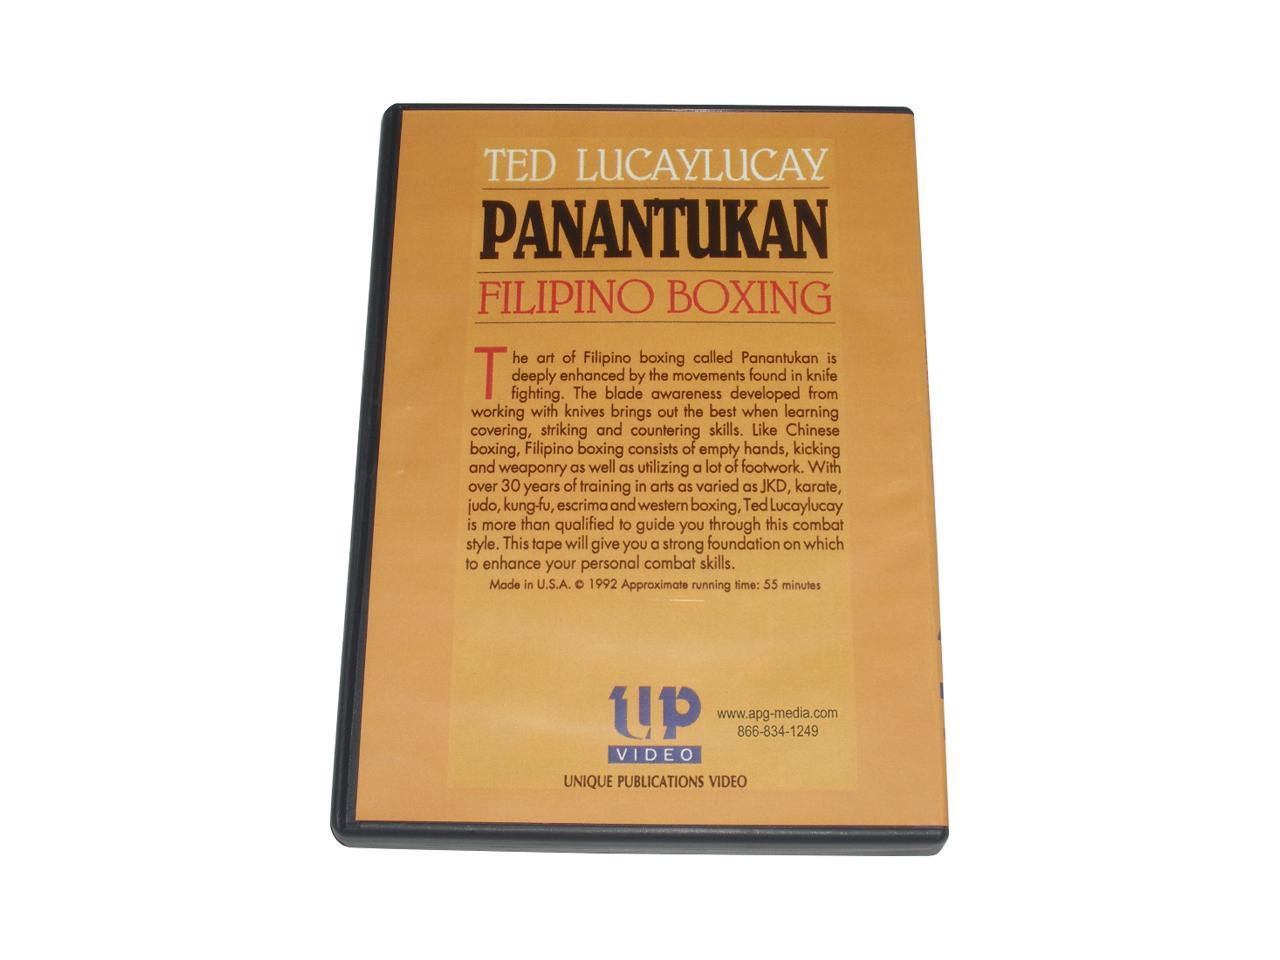 TED LUCAYLUCAY
PANANTUKAN
FILIPINO BOXING
The art of Filipino boxing called Panantukan is
deeply enhanced by the movements found in knife
fighting. The blade awareness developed from
working with knives brings out the best when learning
covering, striking and countering skills. Like Chinese
boxing, Filipino boxing consists of empty hands, kicking
and weaponry as well as utilizing a lot of footwork. With
over 30 years of training in arts as varied as JKD, karate,
judo, kung-fu, escrima and western boxing, Ted Lucaylucay
is more than qualified to guide you through this combat
style. This tape will give you a strong foundation on which
to enhance your personal combat skills.
Made in U.S.A. © 1992 Approximate running time: 55 minutes
UP
VIDEO
www.apg-media.com
866-834-1249
UNIQUE PUBLICATIONS VIDEO